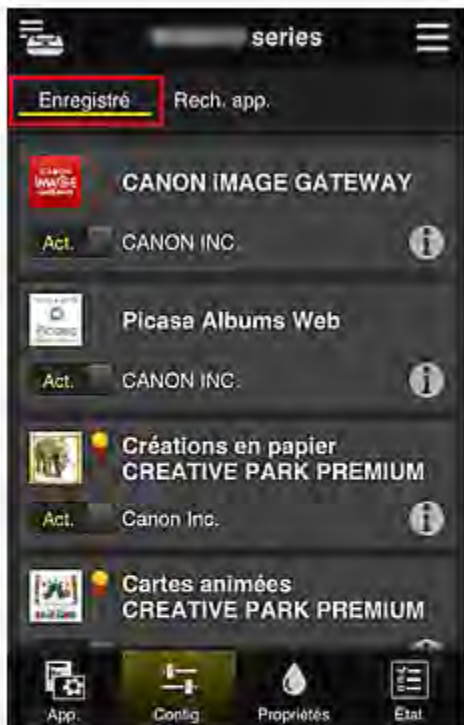 series
Enregistré Rech. app.
CANON iMAGE GATEWAY
Act. CANON INC.
Picasa Albums Web
Act. CANON INC.
Créations en papier
CREATIVE PARK PREMIUM
Act. Canon Inc.
Cartes animées
CREATIVE PARK PREMIUM
App. Config Propriétés État